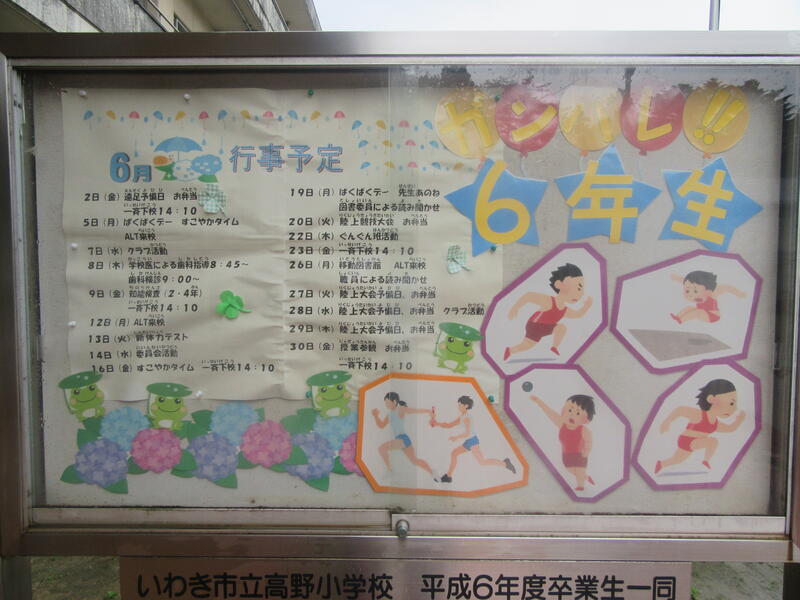 ガンバレ!!
6年生
6月 行事予定
2日(金) 遠足予備日 お弁当
一斉下校14:10
5日(月) ぱくぱくデー すこやかタイム
ALT来校
7日(水) クラブ活動
8日(木) 学校医による歯科指導8:45~
歯科検診9:00~
9日(金) 知能検査(2・4年)
一斉下校14:10
12日(月) ALT来校
13日(火) 新体力テスト
14日(水) 委員会活動
16日(金) すこやかタイム 一斉下校14:10
19日(月) ぱくぱくデー 先生あのね
図書委員による読み聞かせ
20日(火) 陸上競技大会 お弁当
22日(木) ぐんぐん班活動
23日(金) 一斉下校14:10
26日(月) 移動図書館 ALT来校
職員による読み聞かせ
27日(火) 陸上大会予備日、お弁当
28日(水) 陸上大会予備日、お弁当 クラブ活動
29日(木) 陸上大会予備日、お弁当
30日(金) 授業参観 お弁当
一斉下校14:10
いわき市立高野小学校 平成6年度卒業生一同